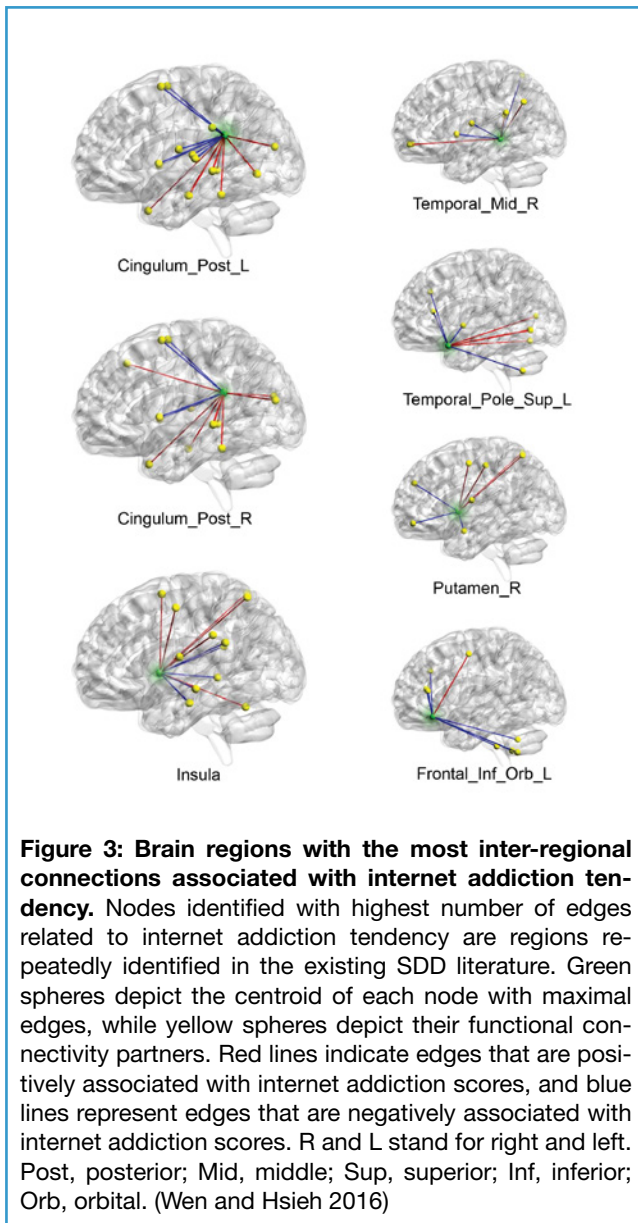 Cingulum_Post_L
Temporal_Mid_R
Temporal_Pole_Sup_L
Cingulum_Post_R
Putamen_R
Insula
Frontal_Inf_Orb_L
Figure 3: Brain regions with the most inter-regional
connections associated with internet addiction ten-
dency. Nodes identified with highest number of edges
related to internet addiction tendency are regions re-
peatedly identified in the existing SDD literature. Green
spheres depict the centroid of each node with maximal
edges, while yellow spheres depict their functional con-
nectivity partners. Red lines indicate edges that are posi-
tively associated with internet addiction scores, and blue
lines represent edges that are negatively associated with
internet addiction scores. R and L stand for right and left.
Post, posterior; Mid, middle; Sup, superior; Inf, inferior;
Orb, orbital. (Wen and Hsieh 2016)